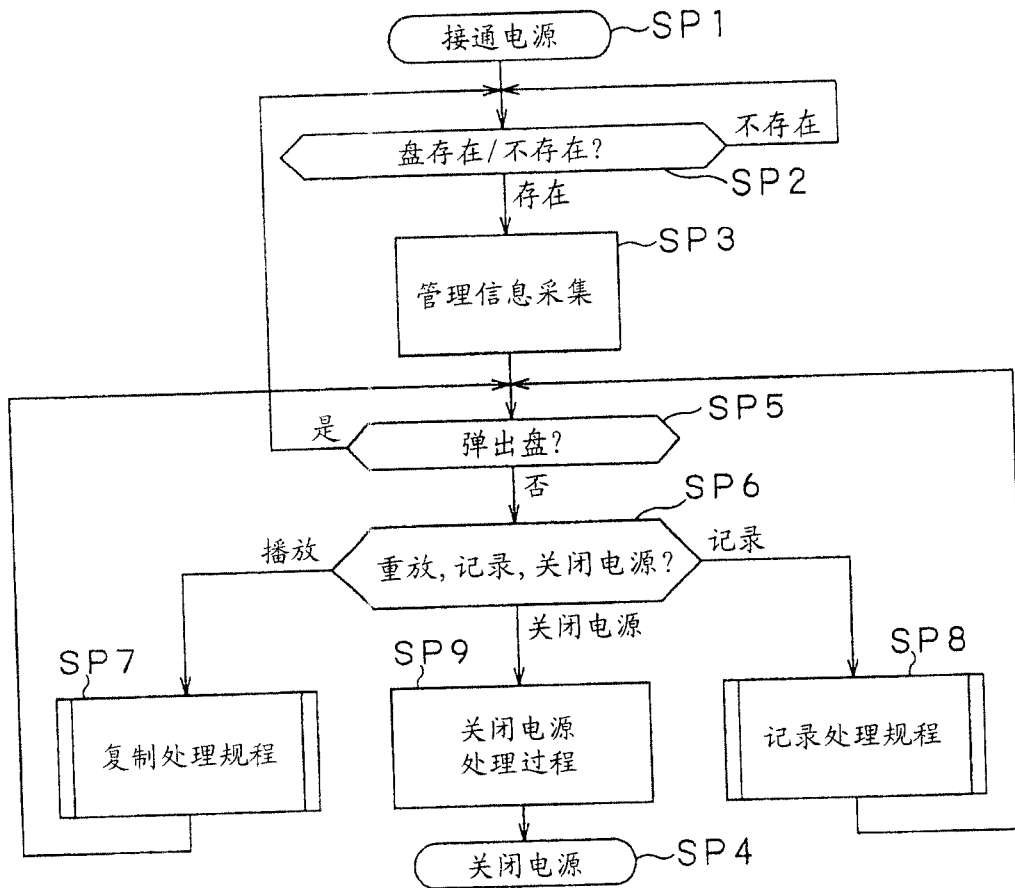 接通电源
SP1
盘存在/不存在?
不存在
SP2
存在
SP3
管理信息采集
SP5
是
弹出盘?
否
SP6
播放
重放,记录,关闭电源?
记录
关闭电源
SP7
SP9
SP8
复制处理规程
关闭电源
处理过程
记录处理规程
关闭电源
SP4